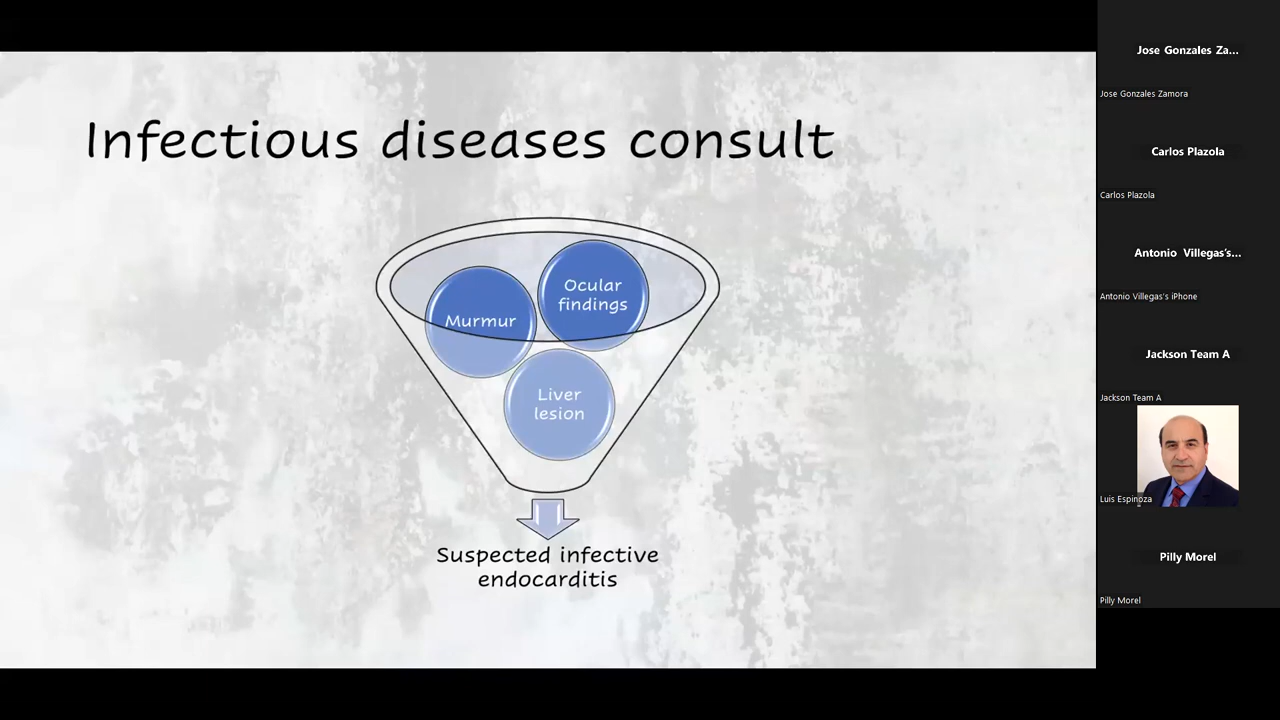 Infectious diseases consult
Ocular
findings
Murmur
Liver
lesion
Suspected infective
endocarditis
Jose Gonzales Za...
Jose Gonzales Zamora
Carlos Plazola
Carlos Plazola
Antonio Villegas's...
Antonio Villegas's iPhone
Jackson Team A
Jackson Team A
Luis Espinoza
Pilly Morel
Pilly Morel